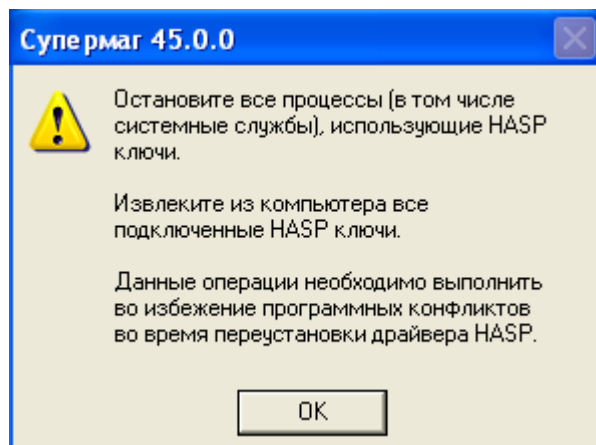 Супермаг 45.0.0
Остановите все процессы (в том числе
системные службы), использующие HASP
ключи.
Извлеките из компьютера все
подключенные HASP ключи.
Данные операции необходимо выполнить
во избежение программных конфликтов
во время переустановки драйвера HASP.
OK